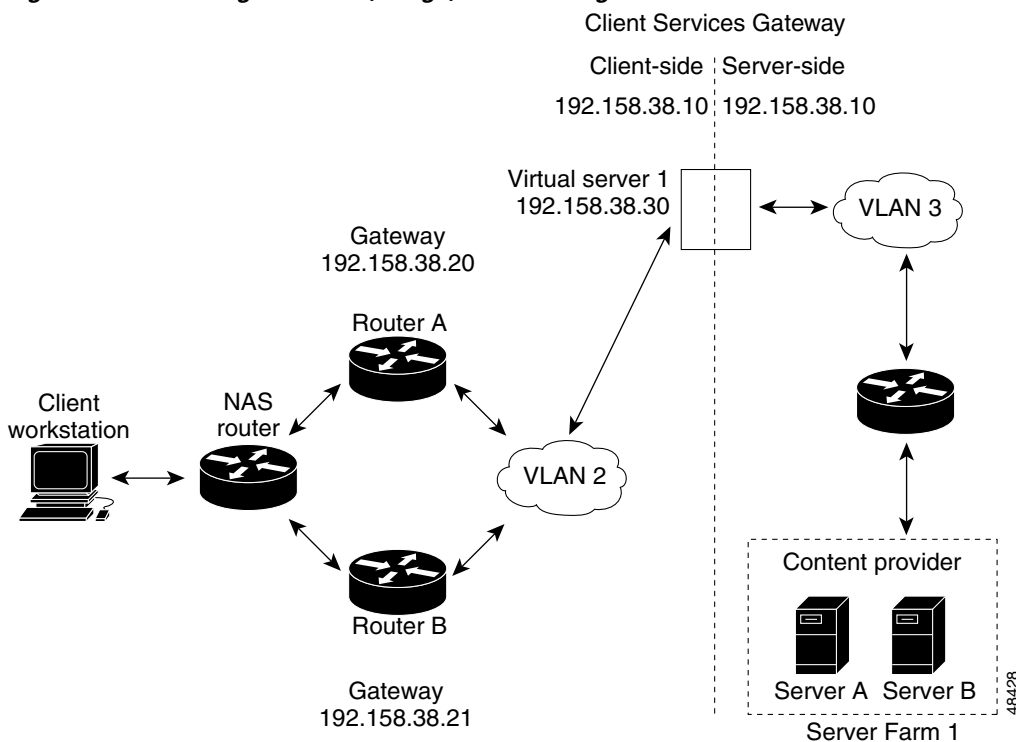 Client Services Gateway
Client-side
Server-side
192.158.38.10
192.158.38.10
Virtual server 1
192.158.38.30
VLAN 3
Gateway
192.158.38.20
Router A
Client
workstation
NAS
router
VLAN 2
Router B
Gateway
192.158.38.21
Content provider
Server A
Server B
Server Farm 1
48428